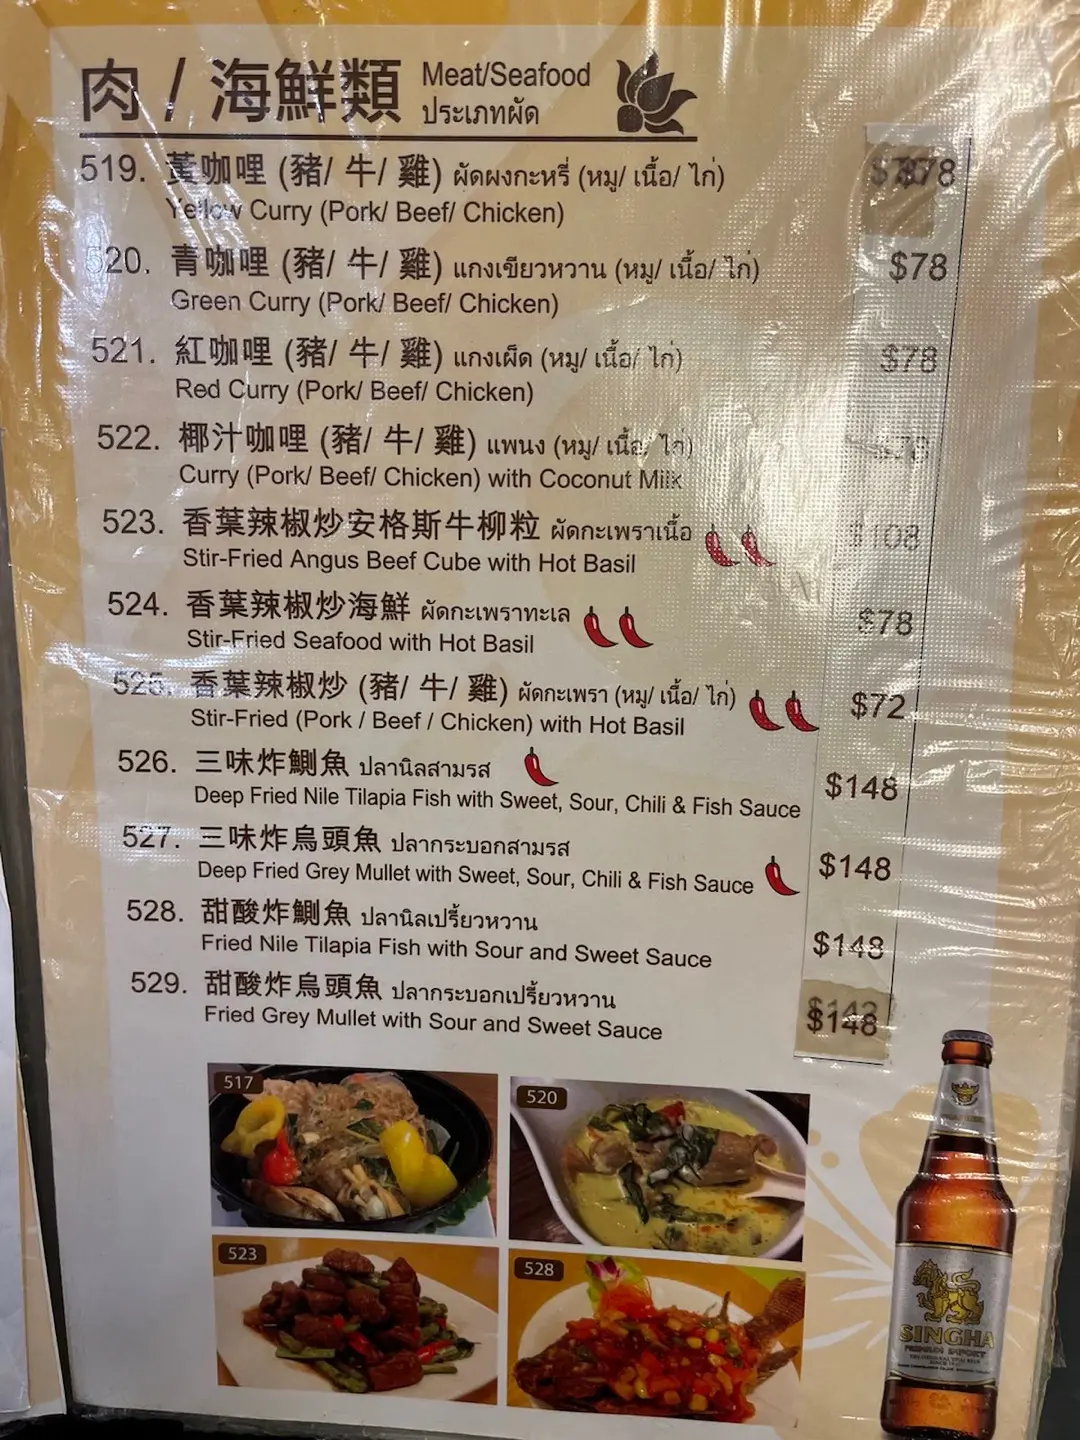 肉 / 海鮮類 Meat/Seafood
ประเภทผัด
519. 黃咖哩 (豬/ 牛/ 雞) ผัดผงกะหรี่ (หมู/ เนื้อ/ ไก่) $78
Yellow Curry (Pork/ Beef/ Chicken)
520. 青咖哩 (豬/ 牛/ 雞) แกงเขียวหวาน (หมู/ เนื้อ/ ไก่) $78
Green Curry (Pork/ Beef/ Chicken)
521. 紅咖哩 (豬/ 牛/ 雞) แกงเผ็ด (หมู/ เนื้อ/ ไก่) $78
Red Curry (Pork/ Beef/ Chicken)
522. 椰汁咖哩 (豬/ 牛/ 雞) แพนง (หมู/ เนื้อ/ ไก่)
Curry (Pork/ Beef/ Chicken) with Coconut Milk
523. 香葉辣椒炒安格斯牛柳粒 ผัดกะเพราเนื้อ $108
Stir-Fried Angus Beef Cube with Hot Basil
524. 香葉辣椒炒海鮮 ผัดกะเพราทะเล $78
Stir-Fried Seafood with Hot Basil
525. 香葉辣椒炒 (豬/ 牛/ 雞) ผัดกะเพรา (หมู/ เนื้อ/ ไก่) $72
Stir-Fried (Pork / Beef / Chicken) with Hot Basil
526. 三味炸鰂魚 ปลานิลสามรส $148
Deep Fried Nile Tilapia Fish with Sweet, Sour, Chili & Fish Sauce
527. 三味炸烏頭魚 ปลากระบอกสามรส $148
Deep Fried Grey Mullet with Sweet, Sour, Chili & Fish Sauce
528. 甜酸炸鰂魚 ปลานิลเปรี้ยวหวาน $148
Fried Nile Tilapia Fish with Sour and Sweet Sauce
529. 甜酸炸烏頭魚 ปลากระบอกเปรี้ยวหวาน $148
Fried Grey Mullet with Sour and Sweet Sauce
517
520
523
528
SINGHA
PREMIUM IMPORT